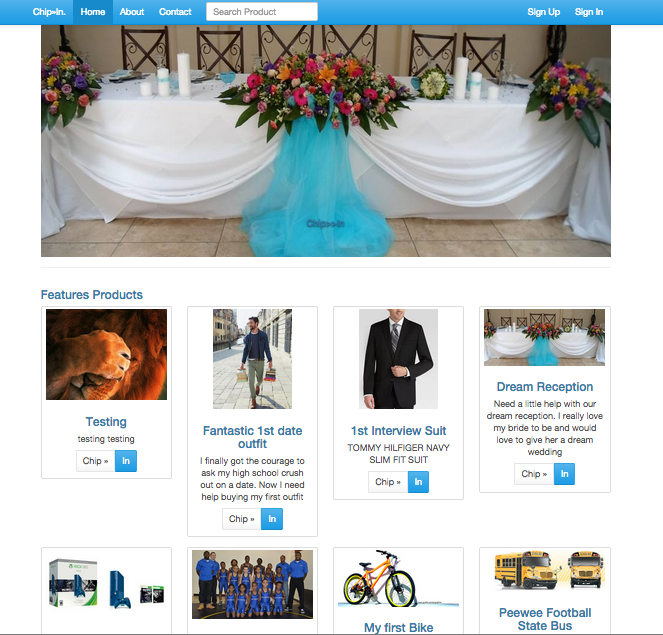 Chip»In. Home About Contact Search Product Sign Up Sign In
Chip»In
Features Products
Testing
testing testing
Chip » In
Fantastic 1st date
outfit
I finally got the courage to
ask my high school crush
out on a date. Now I need
help buying my first outfit
Chip » In
1st Interview Suit
TOMMY HILFIGER NAVY
SLIM FIT SUIT
Chip » In
Dream Reception
Need a little help with our
dream reception. I really love
my bride to be and would
love to give her a dream
wedding
Chip » In
My first Bike
Peewee Football
State Bus